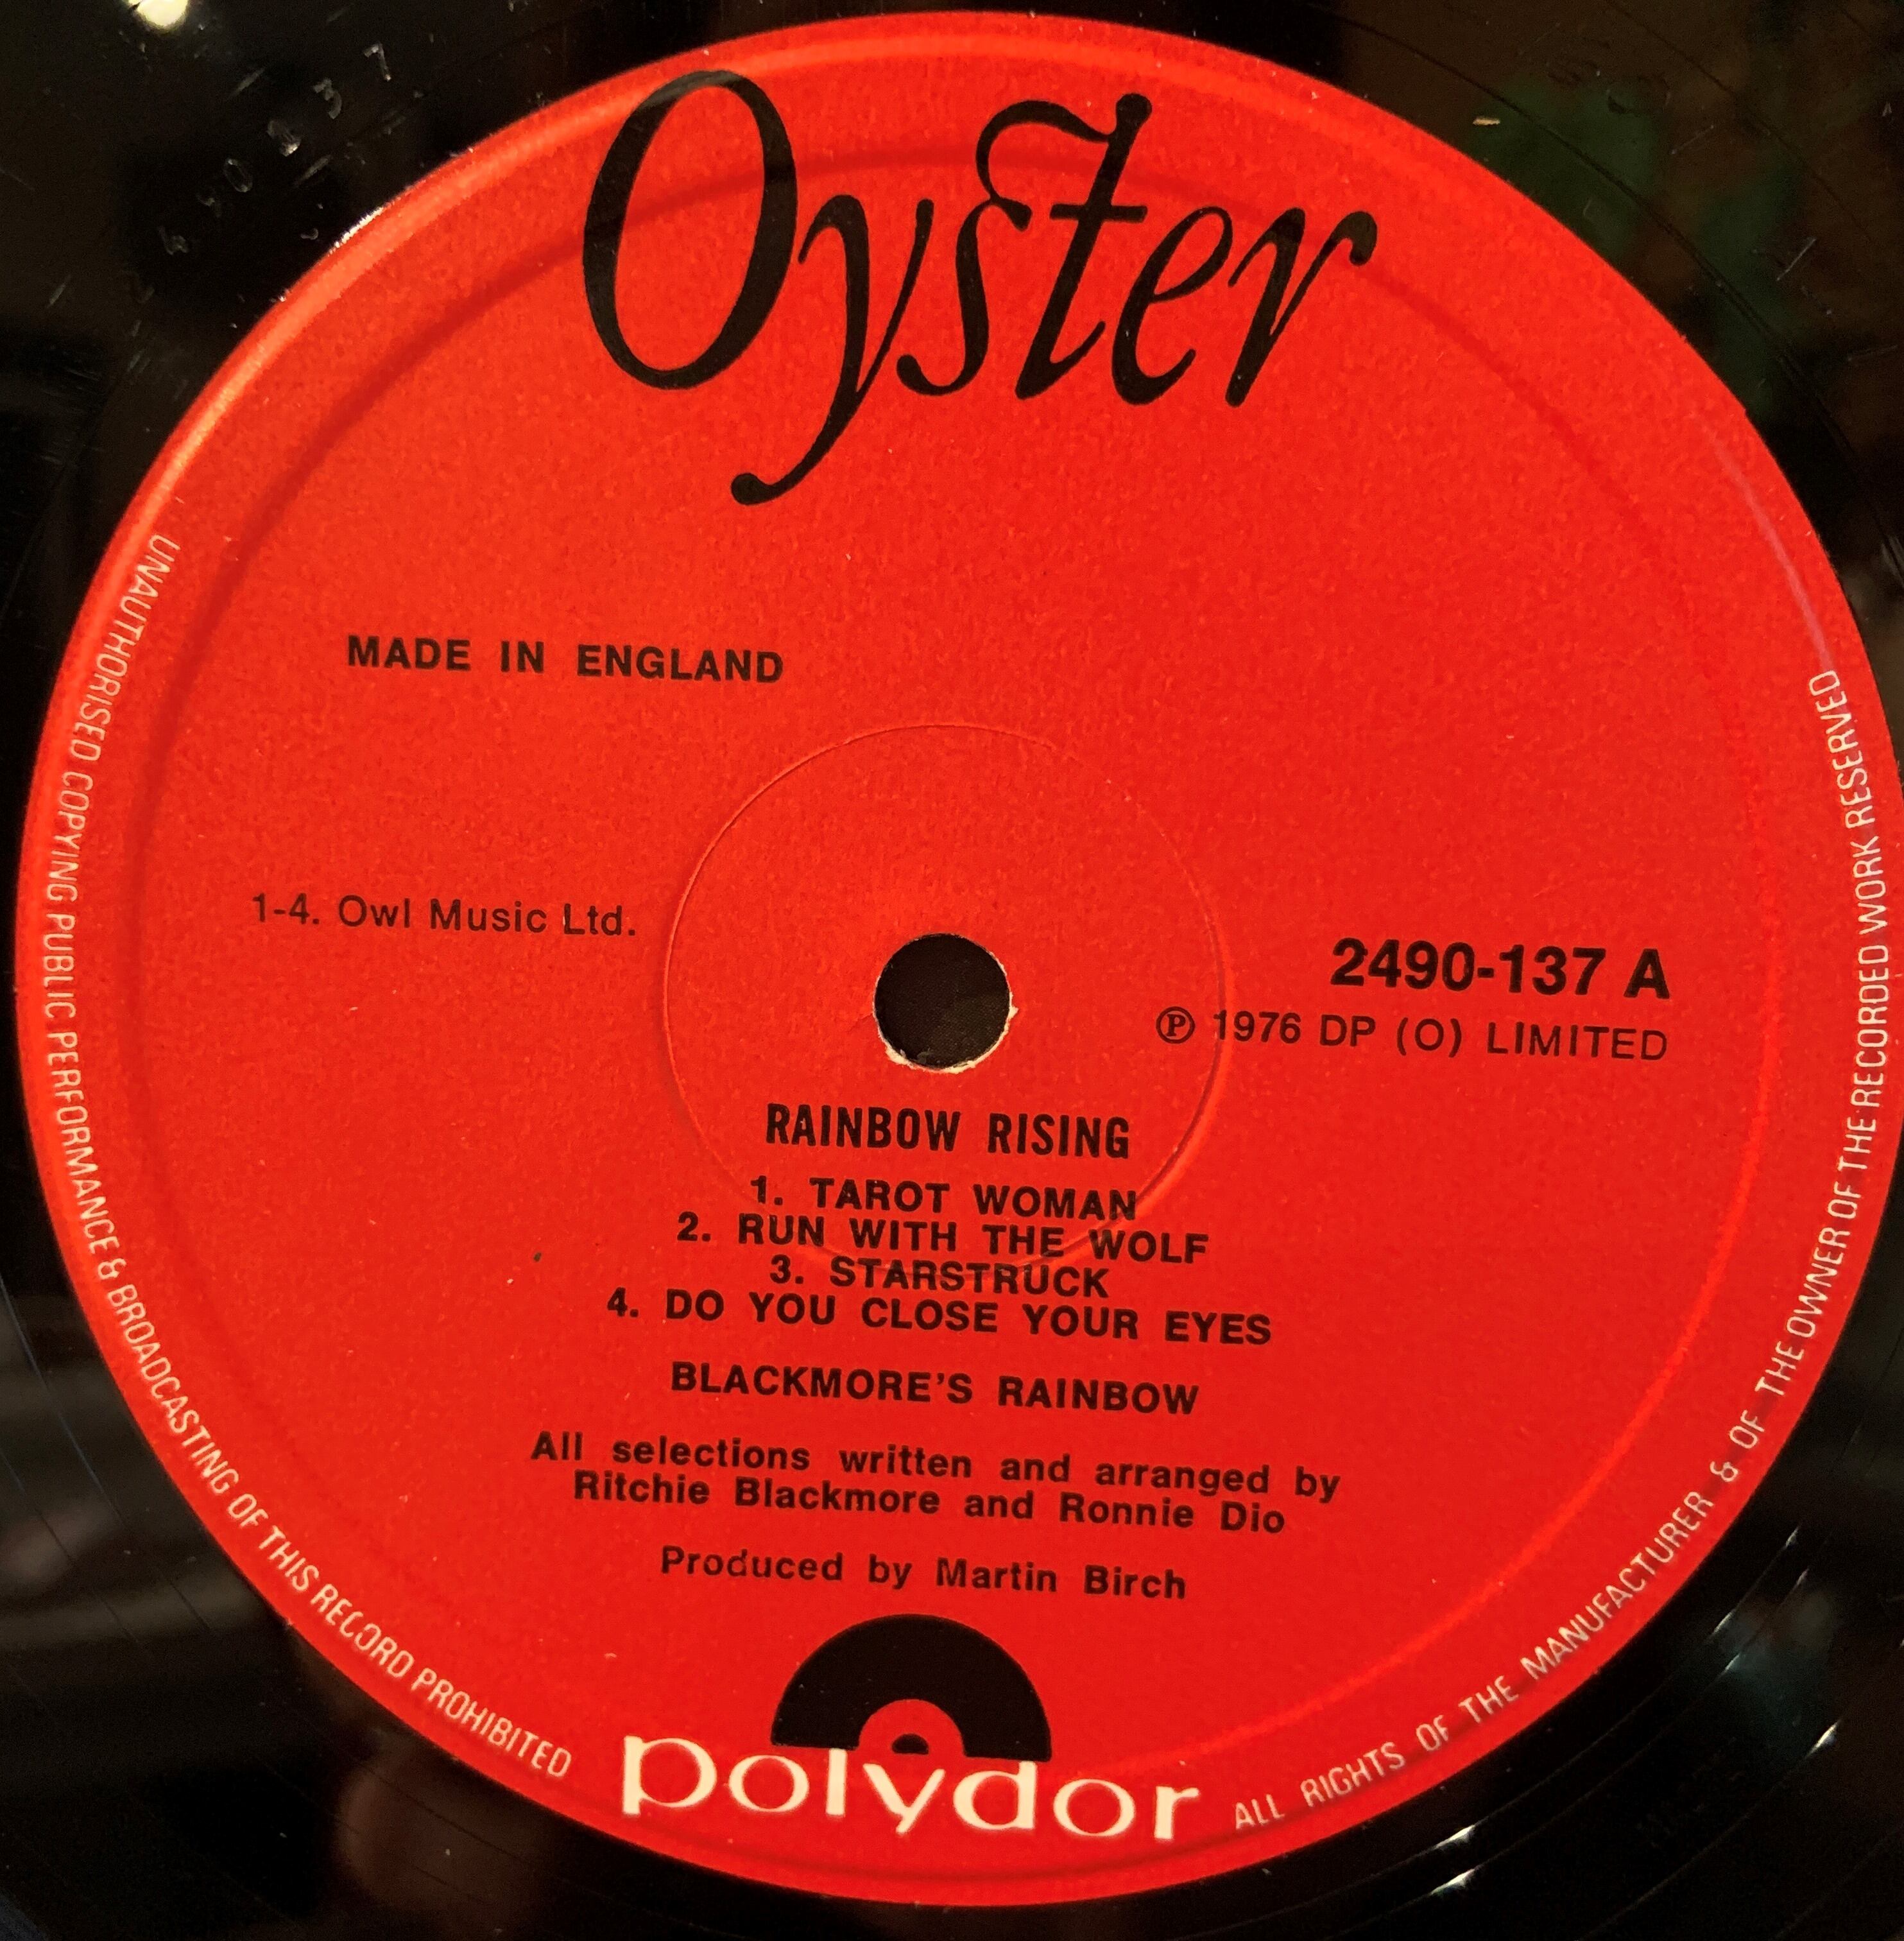 Oyster
MADE IN ENGLAND
1-4. Owl Music Ltd.
2490-137 A
℗ 1976 DP (O) LIMITED
RAINBOW RISING
1. TAROT WOMAN
2. RUN WITH THE WOLF
3. STARSTRUCK
4. DO YOU CLOSE YOUR EYES
BLACKMORE'S RAINBOW
All selections written and arranged by
Ritchie Blackmore and Ronnie Dio
Produced by Martin Birch
polydor
UNAUTHORISED COPYING PUBLIC PERFORMANCE & BROADCASTING OF THIS RECORD PROHIBITED
ALL RIGHTS OF THE MANUFACTURER & OF THE OWNER OF THE RECORDED WORK RESERVED